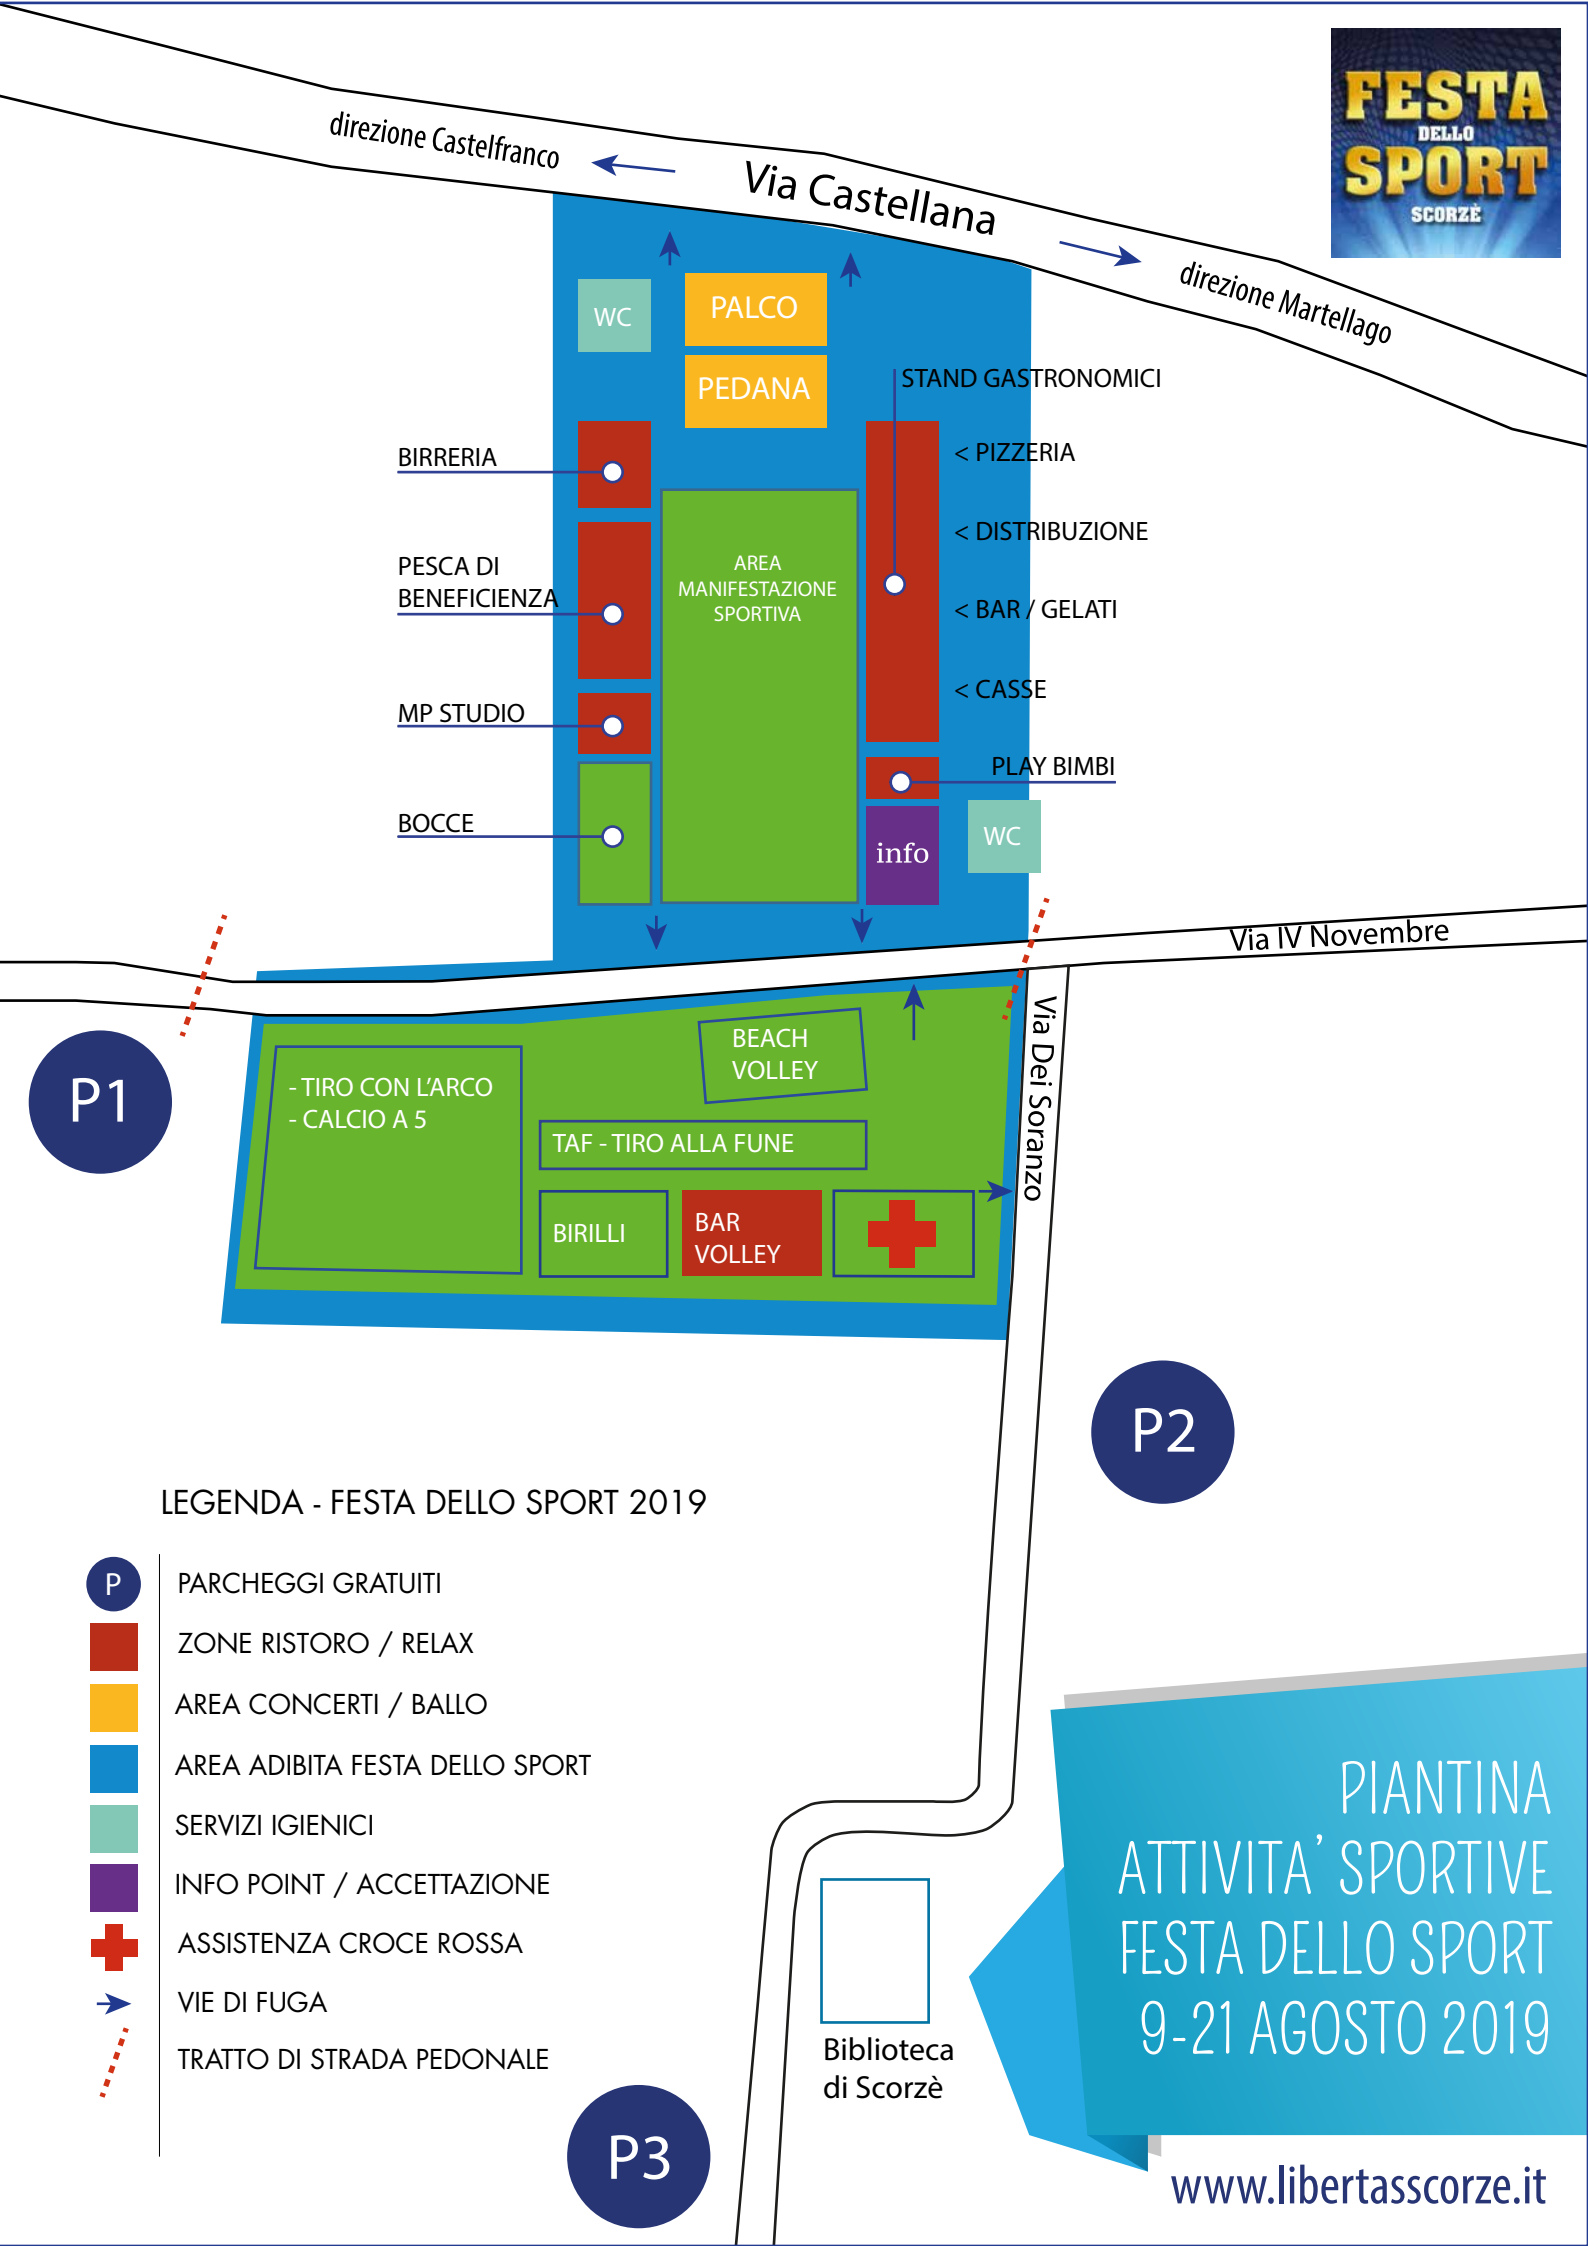 FESTA
DELLO
SPORT
SCORZÈ
direzione Castelfranco
Via Castellana
direzione Martellago
WC
PALCO
PEDANA
STAND GASTRONOMICI
BIRRERIA
< PIZZERIA
< DISTRIBUZIONE
PESCA DI
BENEFICIENZA
AREA
MANIFESTAZIONE
SPORTIVA
< BAR / GELATI
< CASSE
MP STUDIO
PLAY BIMBI
BOCCE
info
WC
Via IV Novembre
Via Dei Soranzo
P1
- TIRO CON L'ARCO
- CALCIO A 5
BEACH
VOLLEY
TAF - TIRO ALLA FUNE
BIRILLI
BAR
VOLLEY
P2
LEGENDA - FESTA DELLO SPORT 2019
P PARCHEGGI GRATUITI
ZONE RISTORO / RELAX
AREA CONCERTI / BALLO
AREA ADIBITA FESTA DELLO SPORT
SERVIZI IGIENICI
INFO POINT / ACCETTAZIONE
ASSISTENZA CROCE ROSSA
VIE DI FUGA
TRATTO DI STRADA PEDONALE
P3
Biblioteca
di Scorzè
PIANTINA
ATTIVITA' SPORTIVE
FESTA DELLO SPORT
9-21 AGOSTO 2019
www.libertasscorze.it